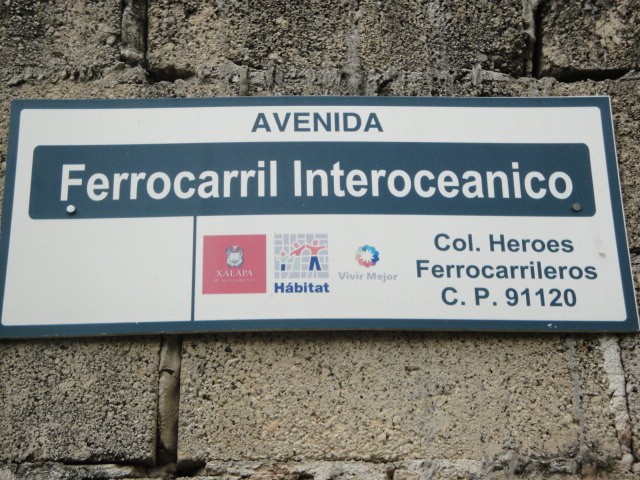 AVENIDA
Ferrocarril Interoceanico
XALAPA
Hábitat
Vivir Mejor
Col. Heroes
Ferrocarrileros
C. P. 91120